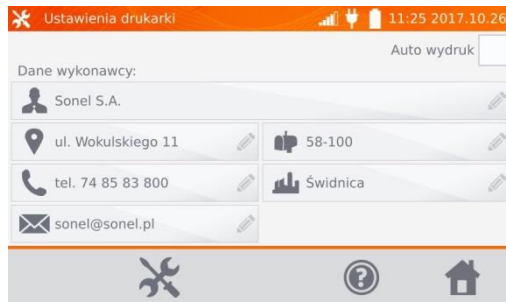 Ustawienia drukarki 11:25 2017.10.26
Auto wydruk
Dane wykonawcy:
Sonel S.A.
ul. Wokulskiego 11 58-100
tel. 74 85 83 800 Świdnica
sonel@sonel.pl